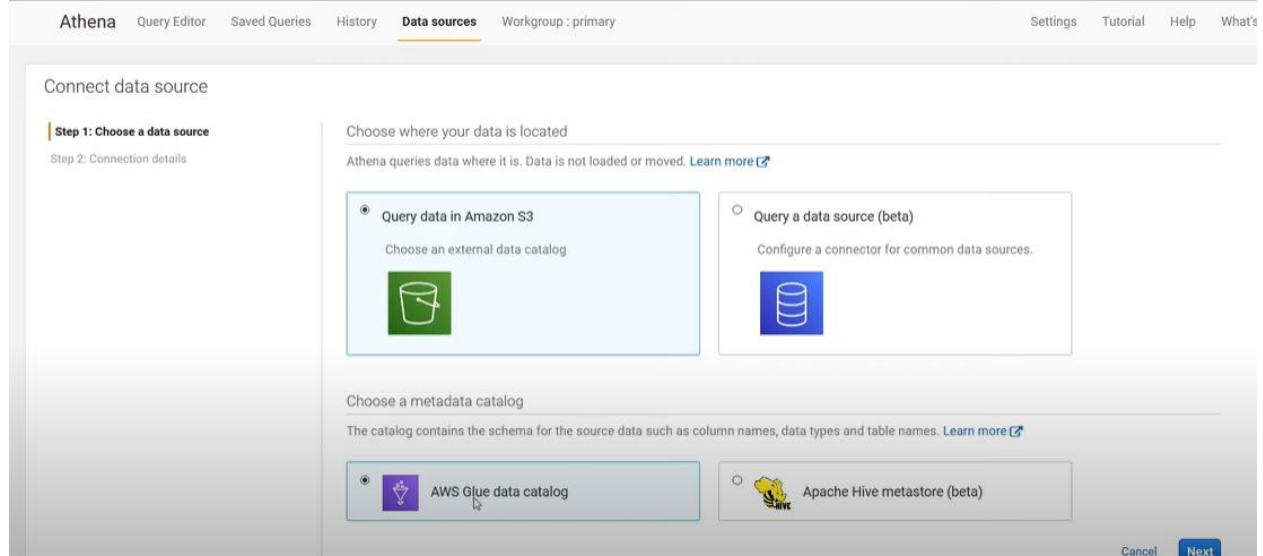 Athena Query Editor Saved Queries History Data sources Workgroup : primary Settings Tutorial Help What's
Connect data source
Step 1: Choose a data source
Step 2: Connection details
Choose where your data is located
Athena queries data where it is. Data is not loaded or moved. Learn more
Query data in Amazon S3
Choose an external data catalog
Query a data source (beta)
Configure a connector for common data sources.
Choose a metadata catalog
The catalog contains the schema for the source data such as column names, data types and table names. Learn more
AWS Glue data catalog
HIVE
Apache Hive metastore (beta)
Cancel Next